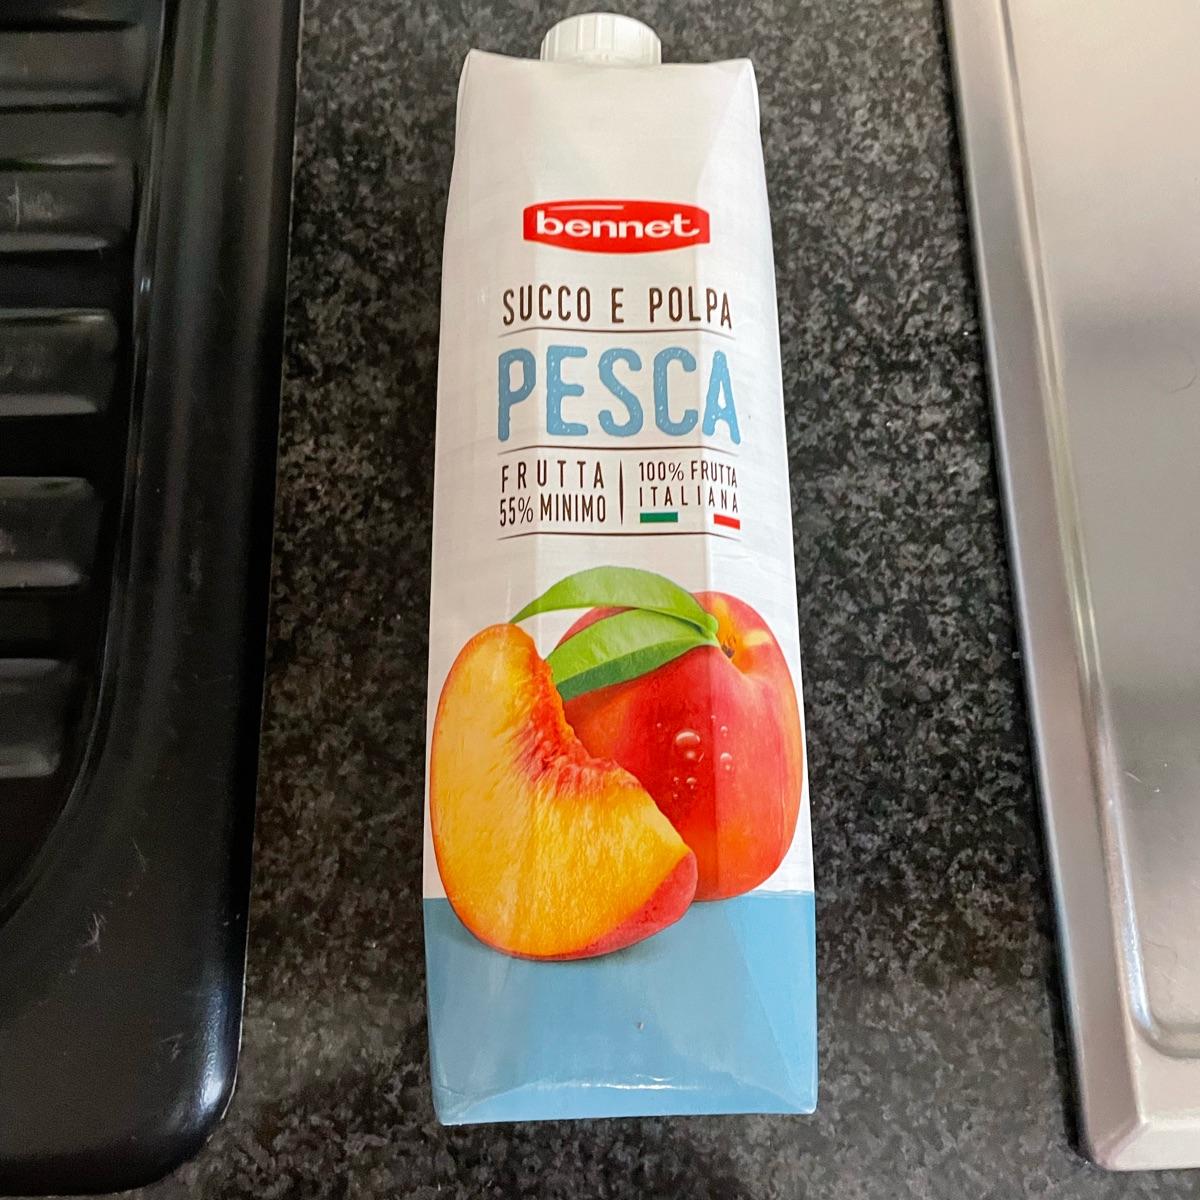 bennet
SUCCO E POLPA
PESCA
FRUTTA
55% MINIMO
100% FRUTTA
ITALIANA